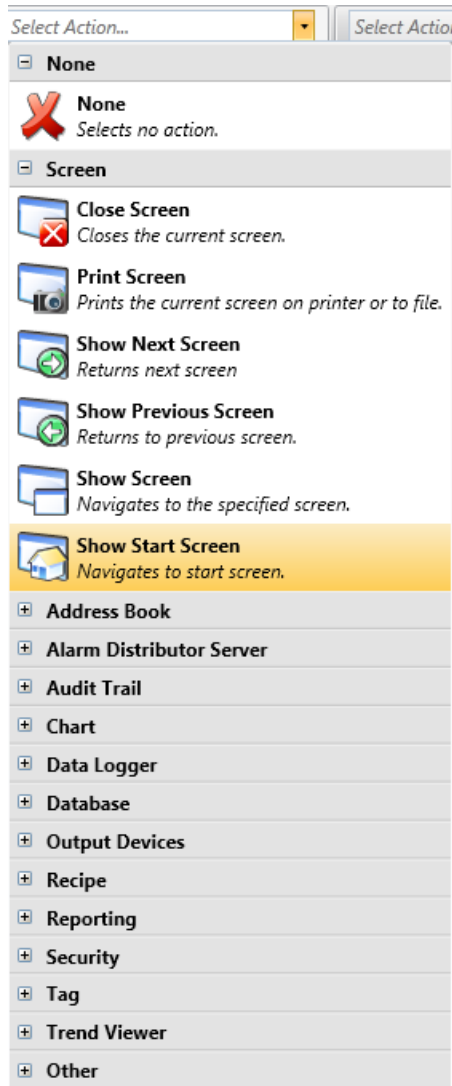 Select Action...
Select Actio
None
None
Selects no action.
Screen
Close Screen
Closes the current screen.
Print Screen
Prints the current screen on printer or to file.
Show Next Screen
Returns next screen
Show Previous Screen
Returns to previous screen.
Show Screen
Navigates to the specified screen.
Show Start Screen
Navigates to start screen.
Address Book
Alarm Distributor Server
Audit Trail
Chart
Data Logger
Database
Output Devices
Recipe
Reporting
Security
Tag
Trend Viewer
Other